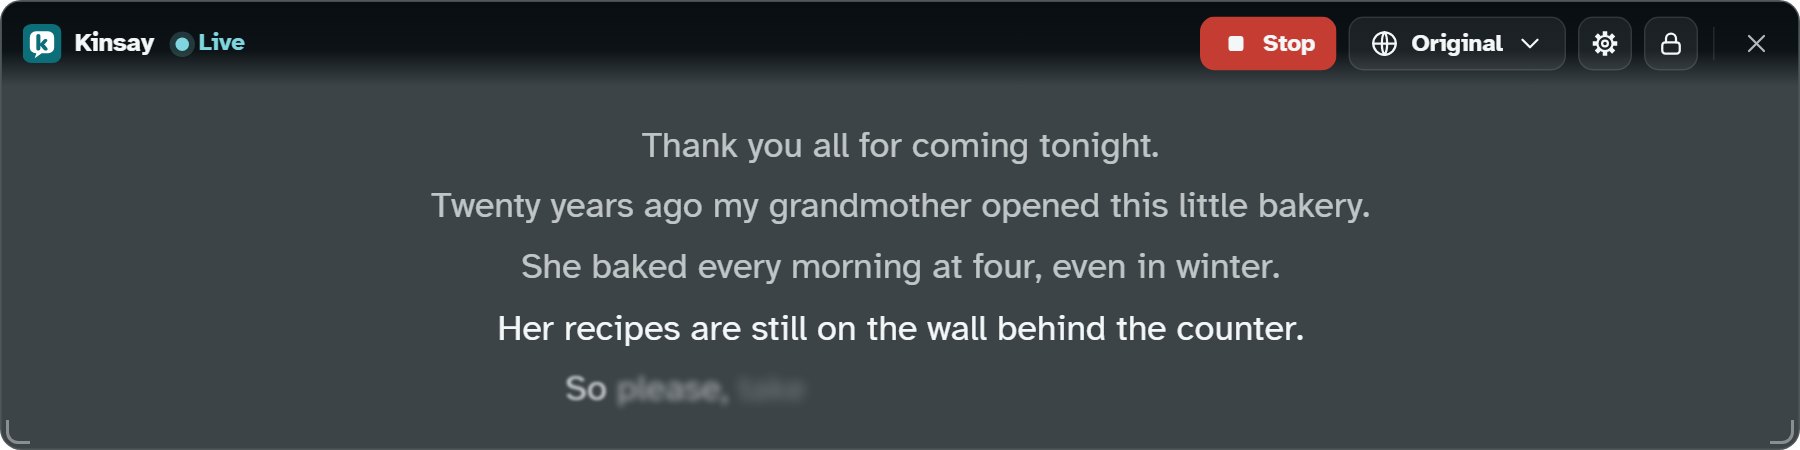 Kinsay
Live
Stop
Original
Thank you all for coming tonight.
Twenty years ago my grandmother opened this little bakery.
She baked every morning at four, even in winter.
Her recipes are still on the wall behind the counter.
So please, take